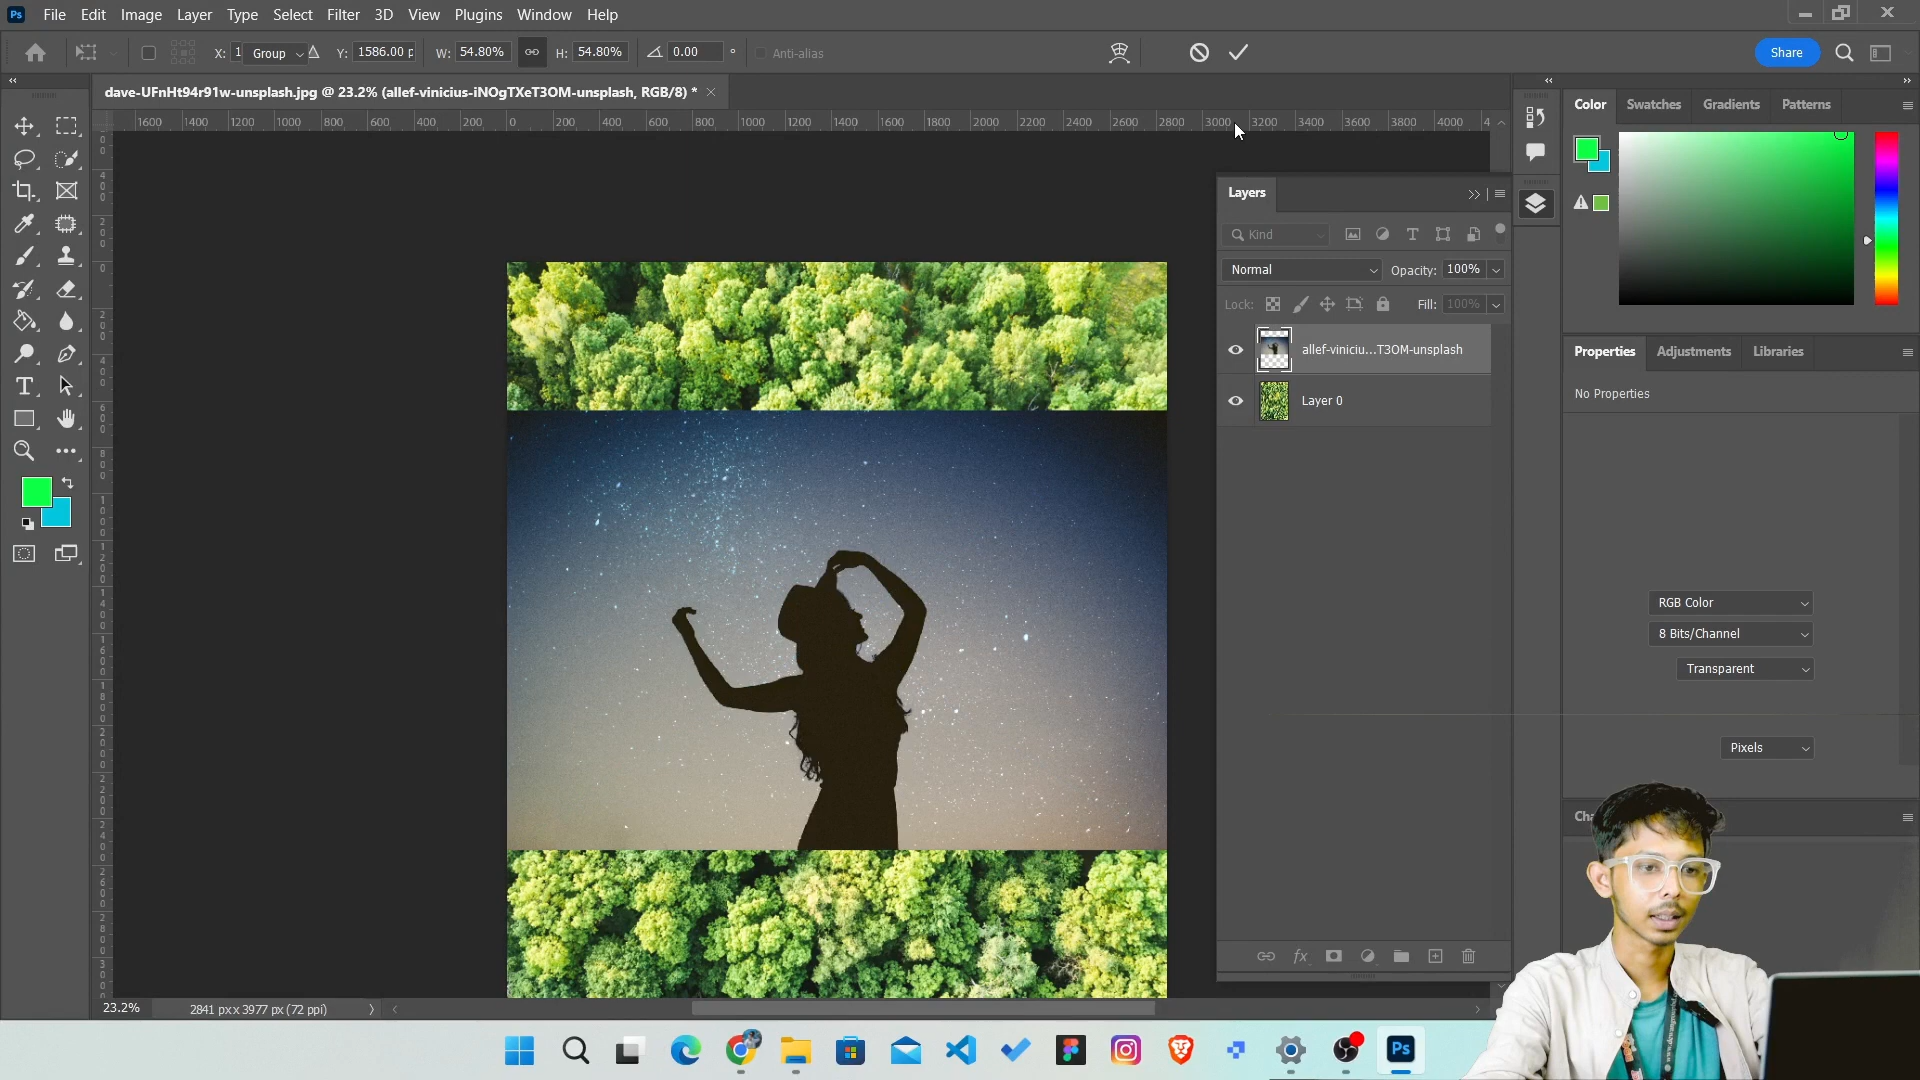 Ps File Edit Image Layer Type Select Filter 3D View Plugins Window Help
X: 1 Group Y: 1586.00 p W: 54.80% H: 54.80% 0.00 ° Anti-alias Share
dave-UFnHt94r91w-unsplash.jpg @ 23.2% (allef-vinicius-iNOgTXeT3OM-unsplash, RGB/8) * ×
1600 1400 1200 1000 800 600 400 200 0 200 400 600 800 1000 1200 1400 1600 1800 2000 2200 2400 2600 2800 3000 3200 3400 3600 3800 4000 4
Color Swatches Gradients Patterns
Layers
Kind
Normal Opacity: 100%
Lock: Fill: 100%
allef-viniciu...T3OM-unsplash
Layer 0
Properties Adjustments Libraries
No Properties
RGB Color
8 Bits/Channel
Transparent
Pixels
23.2% 2841 px x 3977 px (72 ppi)
Ps